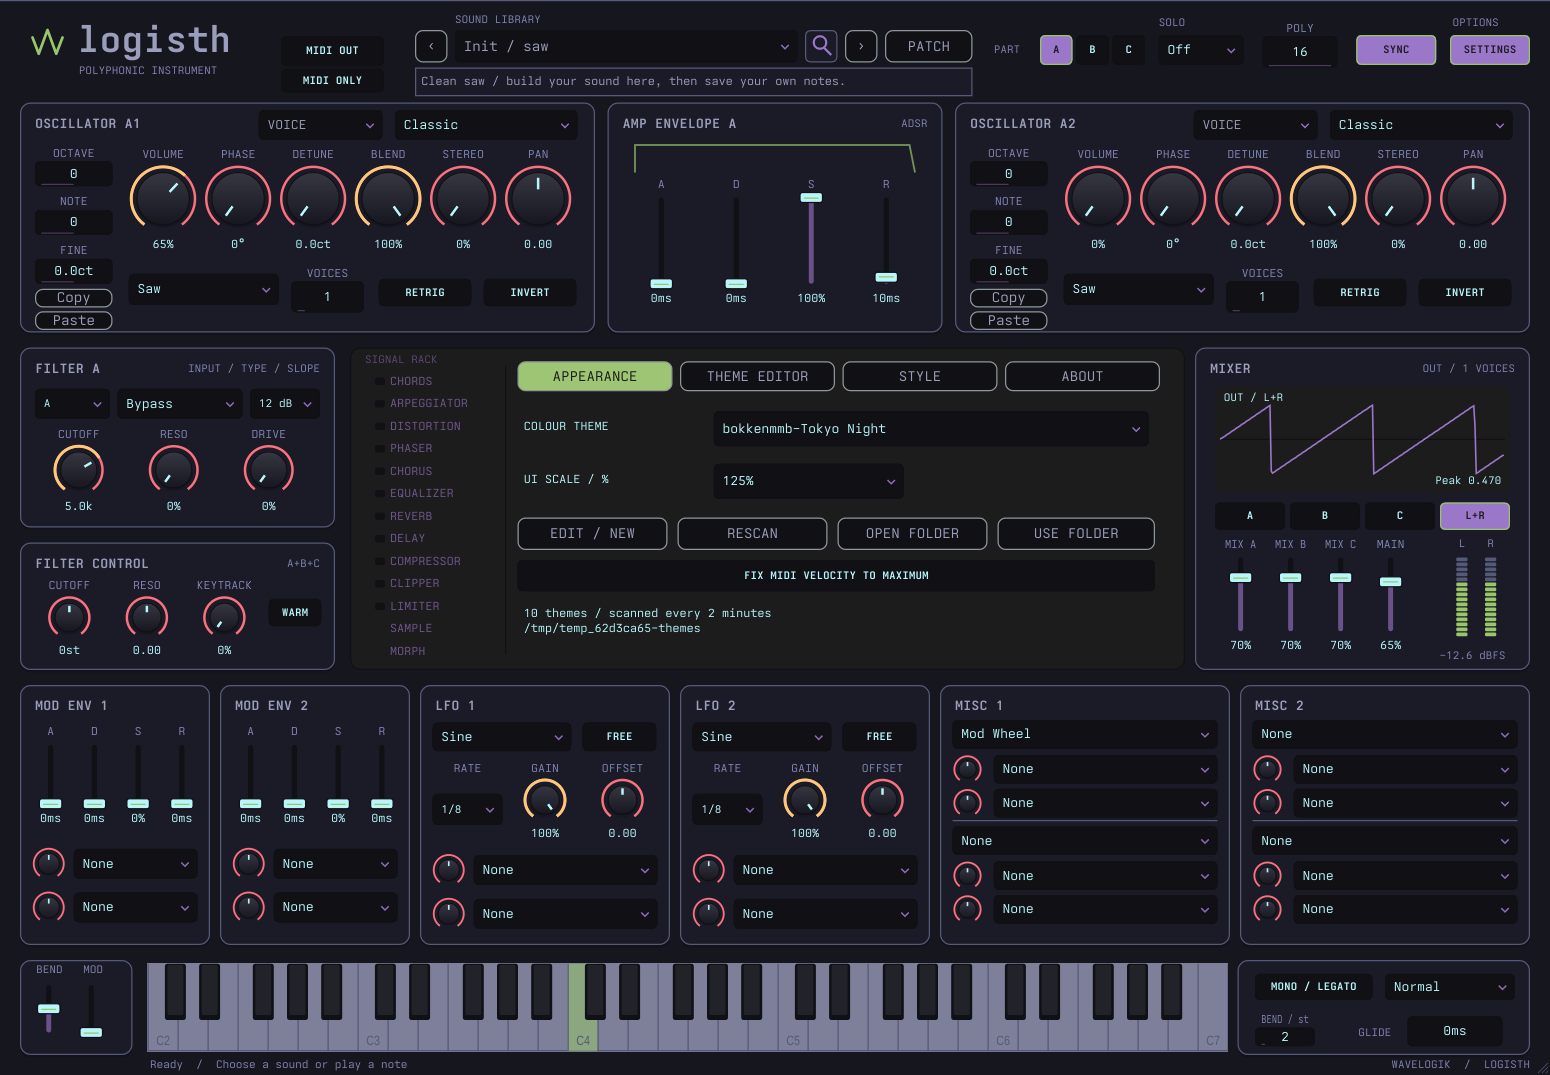 logisth
POLYPHONIC INSTRUMENT
MIDI OUT
MIDI ONLY
SOUND LIBRARY
‹
Init / saw
›
PATCH
Clean saw / build your sound here, then save your own notes.
PART
A
B
C
SOLO
Off
POLY
16
SYNC
OPTIONS
SETTINGS
OSCILLATOR A1
VOICE
Classic
OCTAVE
0
NOTE
0
FINE
0.0ct
Copy
Paste
VOLUME PHASE DETUNE BLEND STEREO PAN
65% 0° 0.0ct 100% 0% 0.00
Saw
VOICES
1
RETRIG
INVERT
AMP ENVELOPE A
ADSR
A D S R
0ms 0ms 100% 10ms
OSCILLATOR A2
VOICE
Classic
OCTAVE
0
NOTE
0
FINE
0.0ct
Copy
Paste
VOLUME PHASE DETUNE BLEND STEREO PAN
0% 0° 0.0ct 100% 0% 0.00
Saw
VOICES
1
RETRIG
INVERT
FILTER A
INPUT / TYPE / SLOPE
A
Bypass
12 dB
CUTOFF RESO DRIVE
5.0k 0% 0%
FILTER CONTROL
A+B+C
CUTOFF RESO KEYTRACK
WARM
0st 0.00 0%
SIGNAL RACK
CHORDS
ARPEGGIATOR
DISTORTION
PHASER
CHORUS
EQUALIZER
REVERB
DELAY
COMPRESSOR
CLIPPER
LIMITER
SAMPLE
MORPH
APPEARANCE
THEME EDITOR
STYLE
ABOUT
COLOUR THEME
bokkenmmb-Tokyo Night
UI SCALE / %
125%
EDIT / NEW
RESCAN
OPEN FOLDER
USE FOLDER
FIX MIDI VELOCITY TO MAXIMUM
10 themes / scanned every 2 minutes
/tmp/temp_62d3ca65-themes
MIXER
OUT / 1 VOICES
OUT / L+R
Peak 0.470
A B C L+R
MIX A MIX B MIX C MAIN L R
70% 70% 70% 65%
-12.6 dBFS
MOD ENV 1
A D S R
0ms 0ms 0% 0ms
None
None
MOD ENV 2
A D S R
0ms 0ms 0% 0ms
None
None
LFO 1
Sine
FREE
RATE GAIN OFFSET
1/8
100% 0.00
None
None
LFO 2
Sine
FREE
RATE GAIN OFFSET
1/8
100% 0.00
None
None
MISC 1
Mod Wheel
None
None
None
None
None
MISC 2
None
None
None
None
None
None
BEND MOD
C2 C3 C4 C5 C6 C7
MONO / LEGATO
Normal
BEND / st
2
GLIDE
0ms
Ready / Choose a sound or play a note
WAVELOGIK / LOGISTH